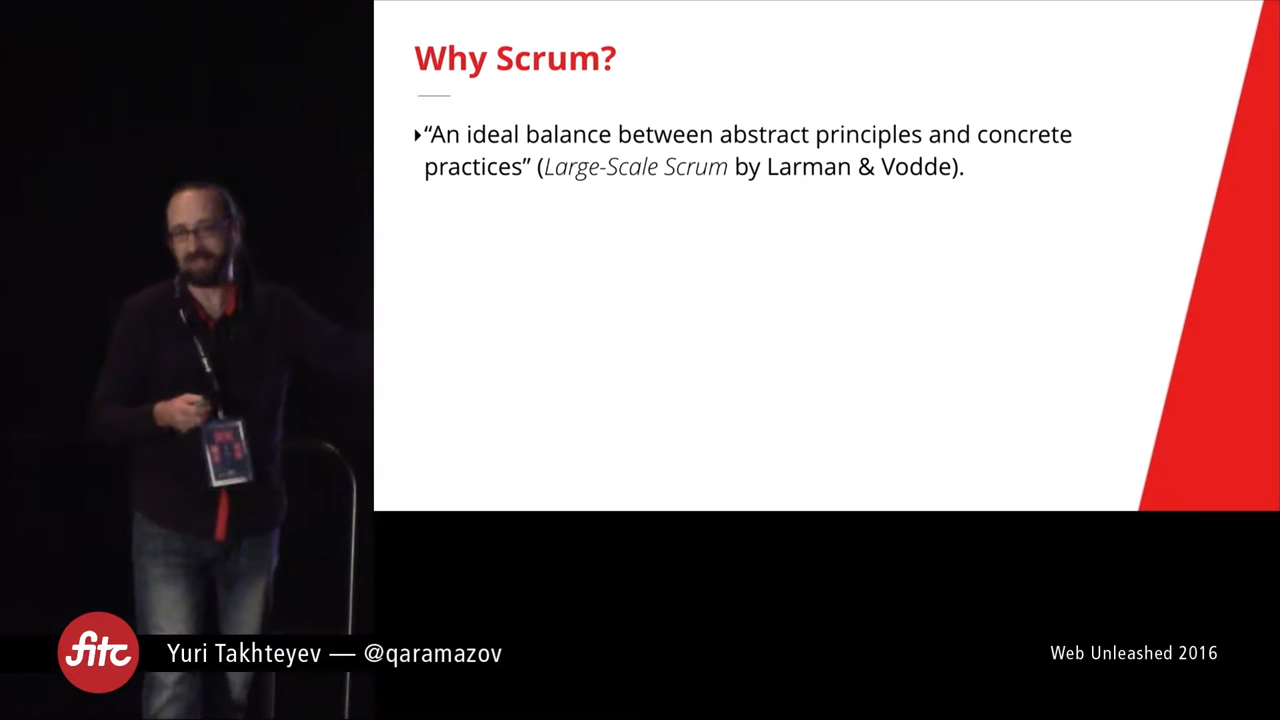 Why Scrum?
“An ideal balance between abstract principles and concrete
practices” (Large-Scale Scrum by Larman & Vodde).
fitc
Yuri Takhteyev — @qaramazov
Web Unleashed 2016